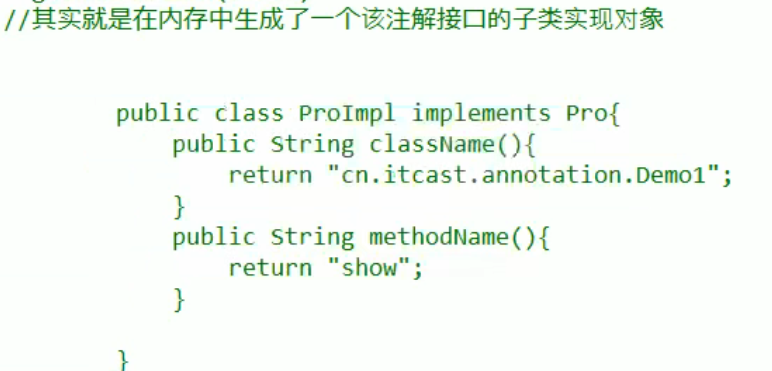 //其实就是在内存中生成了一个该注解接口的子类实现对象
public class ProImpl implements Pro{
public String className(){
return "cn.itcast.annotation.Demo1";
}
public String methodName(){
return "show";
}
}